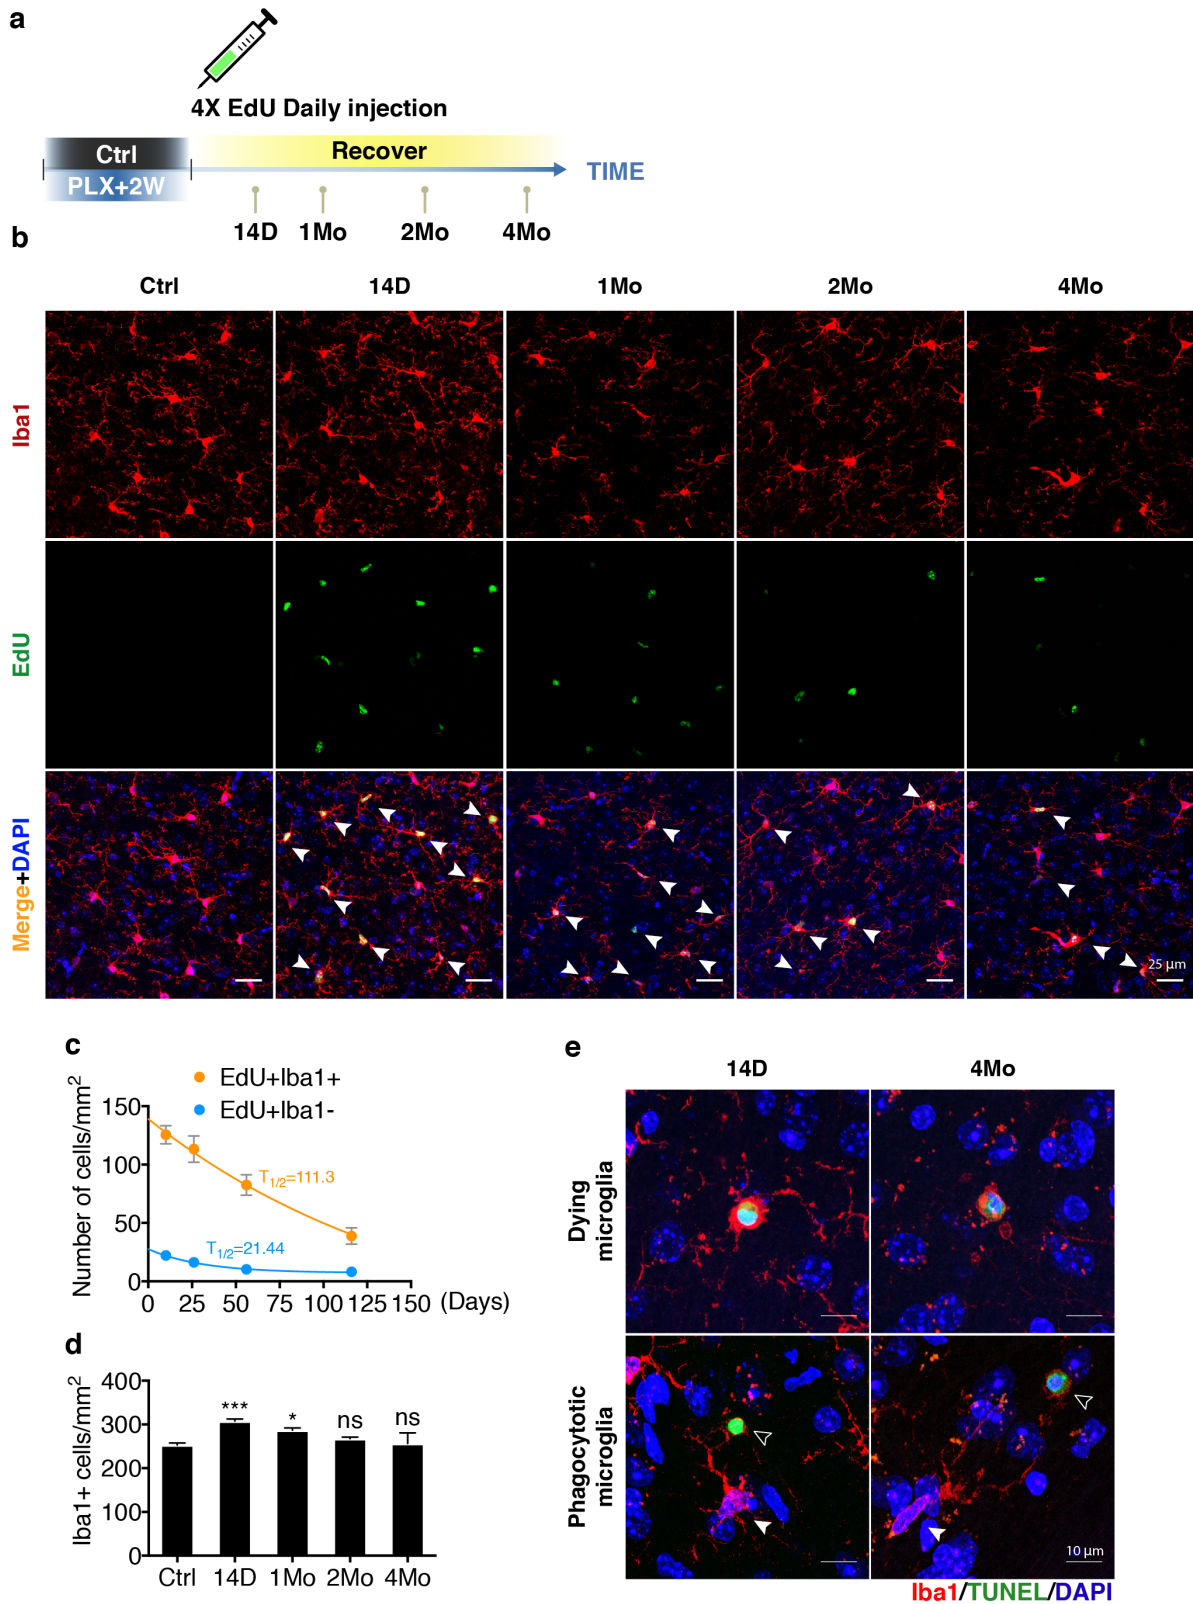 a
4X EdU Daily injection
Ctrl
Recover
PLX+2W
TIME
14D 1Mo 2Mo 4Mo
b
Ctrl 14D 1Mo 2Mo 4Mo
Iba1
EdU
Merge+DAPI
25 µm
c
EdU+Iba1+
EdU+Iba1-
Number of cells/mm2
150
100
50
0
T1/2=111.3
T1/2=21.44
0 25 50 75 100 125 150 (Days)
d
Iba1+ cells/mm2
400
300
200
100
0
*** * ns ns
Ctrl 14D 1Mo 2Mo 4Mo
e
14D 4Mo
Dying
microglia
Phagocytotic
microglia
10 µm
Iba1/TUNEL/DAPI